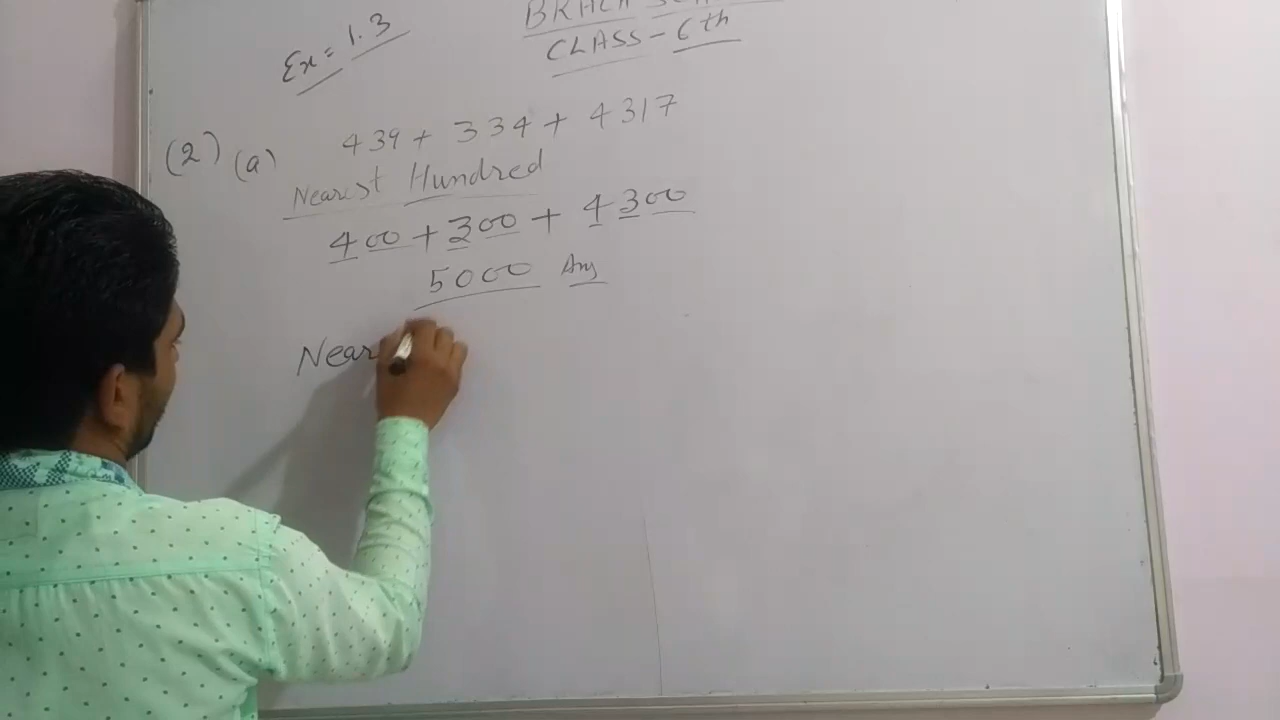 Ex = 1.3
CLASS - 6th
(2) (a) 439 + 334 + 4317
Nearest Hundred
400 + 300 + 4300
5000 Ans
Near